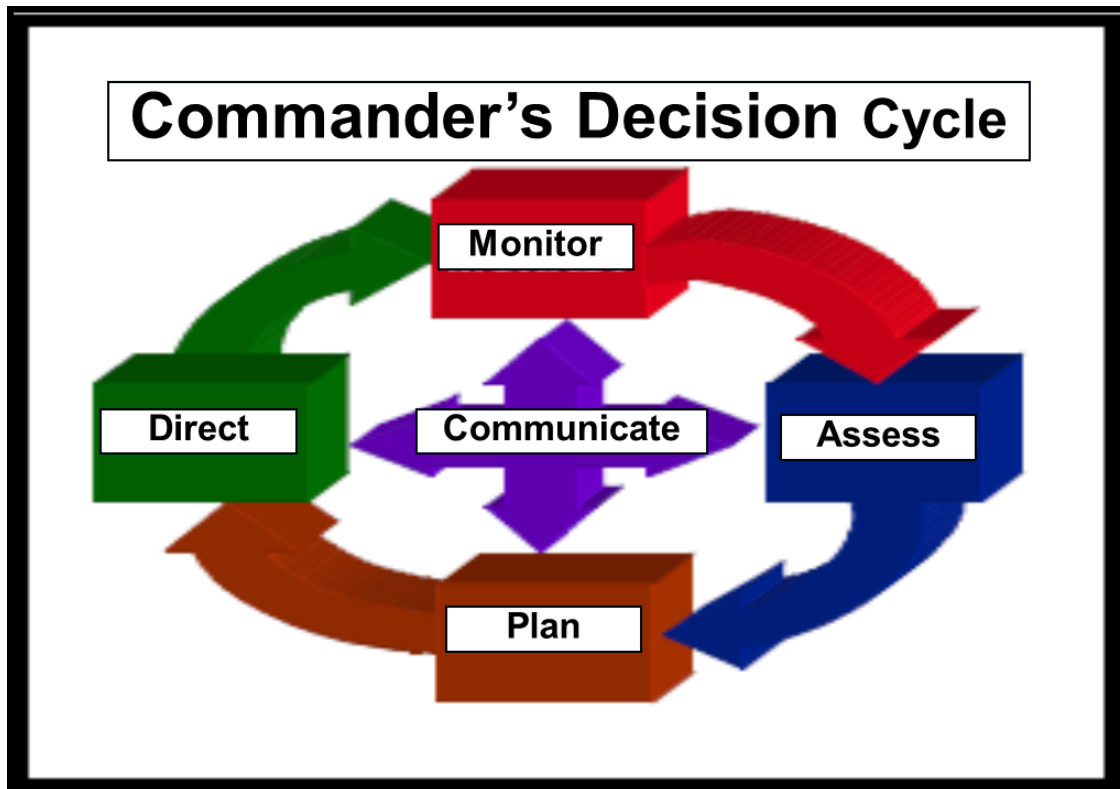 Commander’s Decision Cycle
Monitor
Direct
Communicate
Assess
Plan